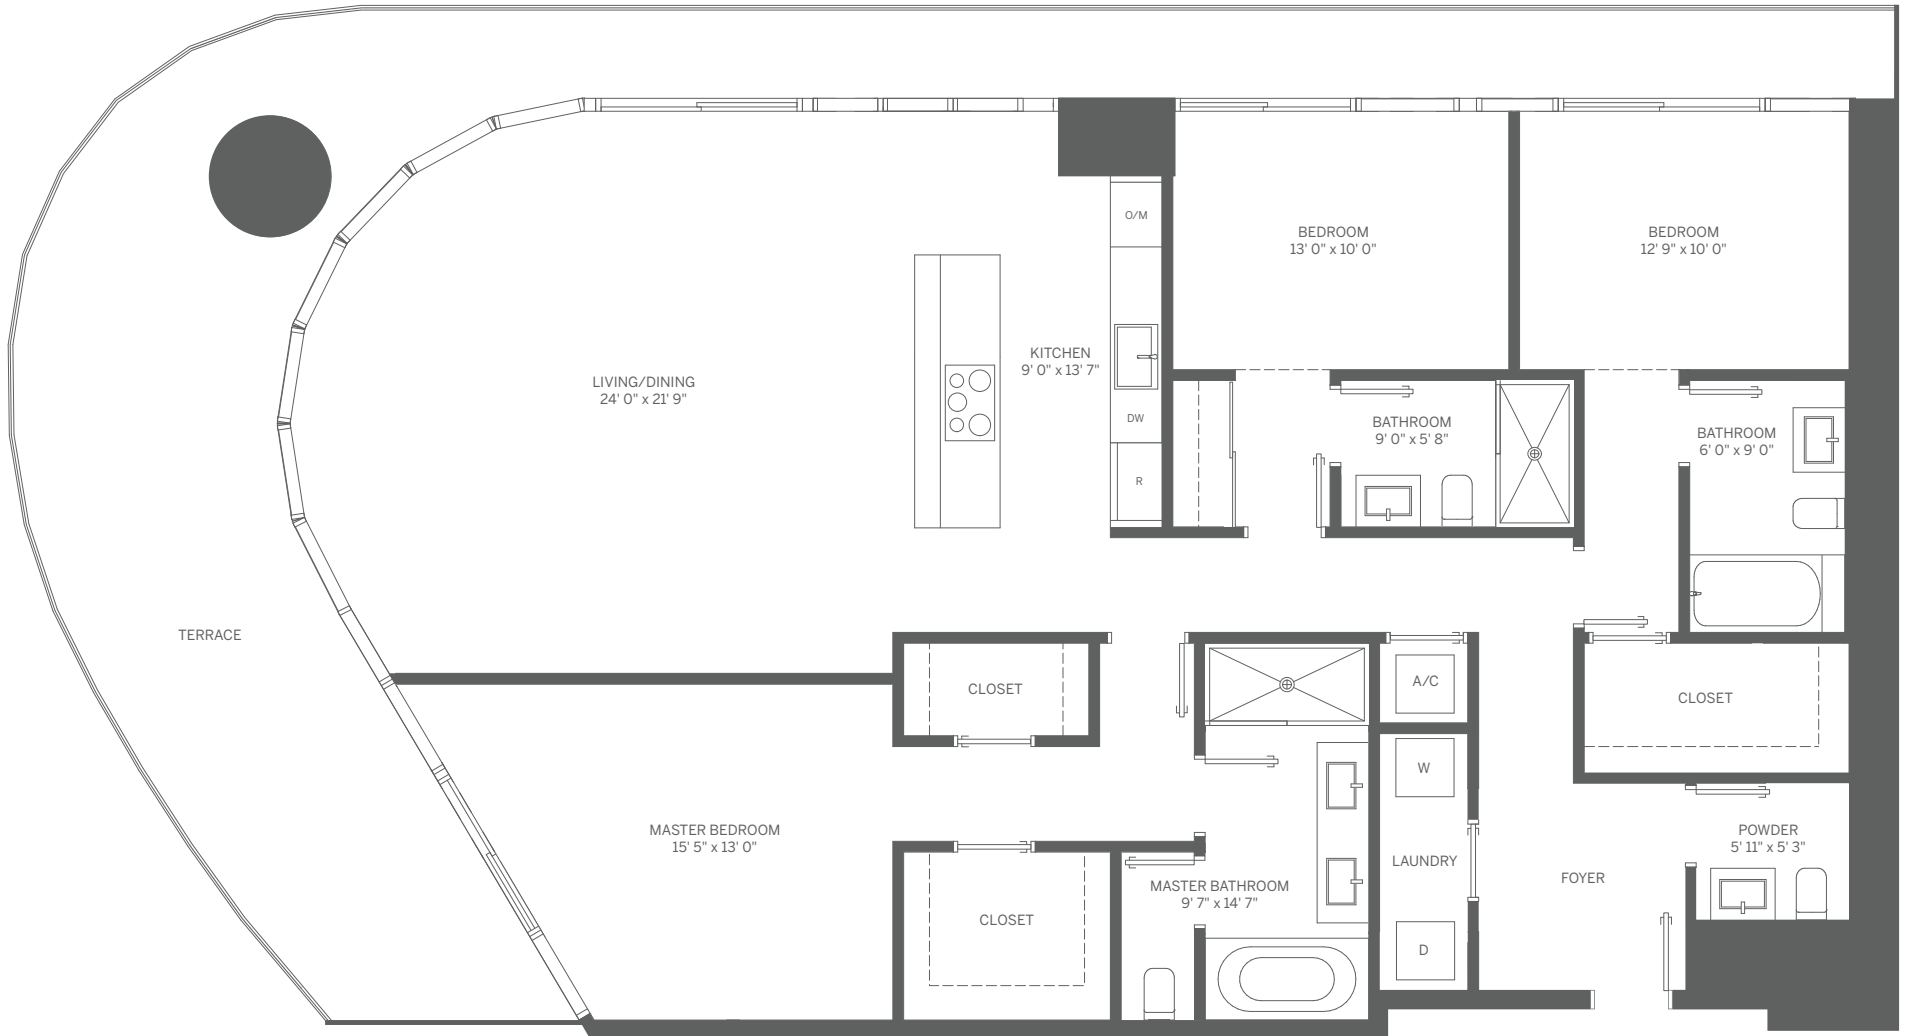 O/M
BEDROOM
13' 0" x 10' 0"
BEDROOM
12' 9" x 10' 0"
KITCHEN
9' 0" x 13' 7"
LIVING/DINING
24' 0" x 21' 9"
DW
R
BATHROOM
9' 0" x 5' 8"
BATHROOM
6' 0" x 9' 0"
TERRACE
CLOSET
A/C
CLOSET
W
MASTER BEDROOM
15' 5" x 13' 0"
POWDER
5' 11" x 5' 3"
LAUNDRY
FOYER
MASTER BATHROOM
9' 7" x 14' 7"
CLOSET
D